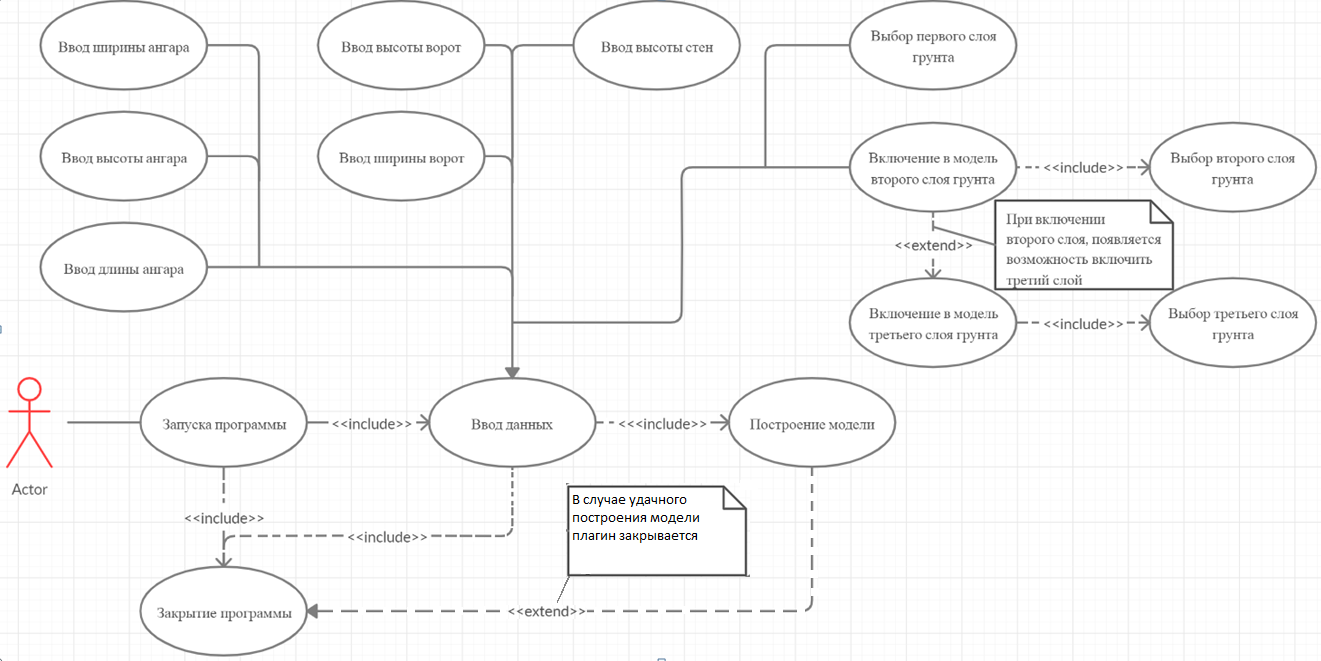 Ввод ширины ангара
Ввод высоты ворот
Ввод высоты стен
Выбор первого слоя
грунта
Ввод высоты ангара
Ввод ширины ворот
Включение в модель
второго слоя грунта
<<include>>
Выбор второго слоя
грунта
При включении
второго слоя, появляется
возможность включить
третий слой
<<extend>>
Ввод длины ангара
Включение в модель
третьего слоя грунта
<<include>>
Выбор третьего слоя
грунта
Actor
Запуска программы
<<include>>
Ввод данных
<<<include>>
Построение модели
<<include>>
<<include>>
В случае удачного
построения модели
плагин закрывается
Закрытие программы
<<extend>>